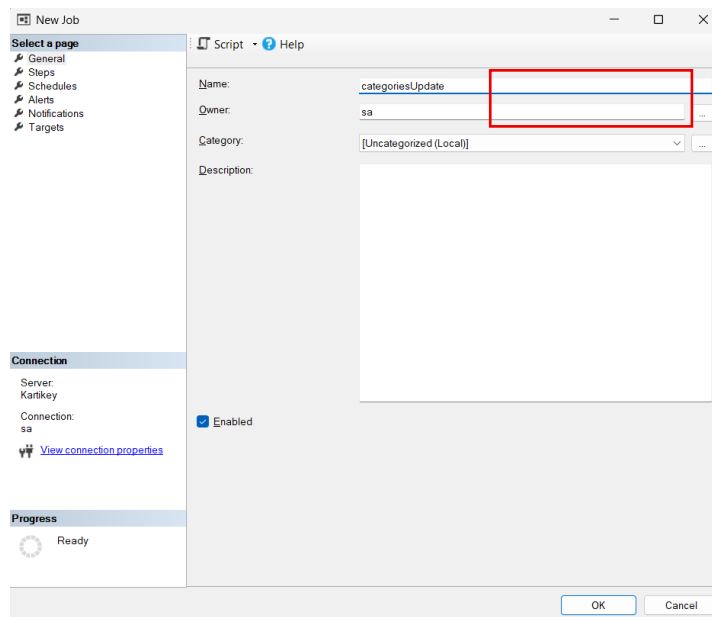 New Job
Select a page
General
Steps
Schedules
Alerts
Notifications
Targets
Script
Help
Name:
categoriesUpdate
Owner:
sa
...
Category:
[Uncategorized (Local)]
...
Description:
Enabled
Connection
Server:
Kartikey
Connection:
sa
View connection properties
Progress
Ready
OK
Cancel